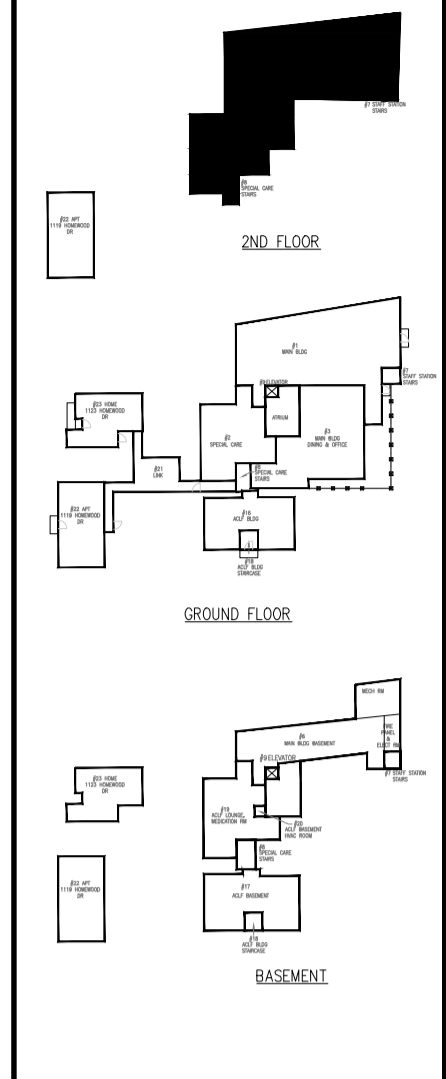 #7 STAFF STATION
STAIRS
#8
SPECIAL CARE
STAIRS
#22 APT
1119 HOMEWOOD
DR
2ND FLOOR
#1
MAIN BLDG
#7
STAFF STATION
STAIRS
#9 ELEVATOR
#23 HOME
1123 HOMEWOOD
DR
ATRIUM
#2
SPECIAL CARE
#3
MAIN BLDG
DINING & OFFICE
#21
LINK
#8
SPECIAL CARE
STAIRS
#22 APT
1119 HOMEWOOD
DR
#16
ACLF BLDG
#18
ACLF BLDG
STAIRCASE
GROUND FLOOR
MECH RM
#6
MAIN BLDG BASEMENT
FIRE
PANEL
&
ELECT RM
#9 ELEVATOR
#7 STAFF STATION
STAIRS
#23 HOME
1123 HOMEWOOD
DR
#19
ACLF LOUNGE,
MEDICATION RM
#20
ACLF BASEMENT
HVAC ROOM
#8
SPECIAL CARE
STAIRS
#22 APT
1119 HOMEWOOD
DR
#17
ACLF BASEMENT
#18
ACLF BLDG
STAIRCASE
BASEMENT